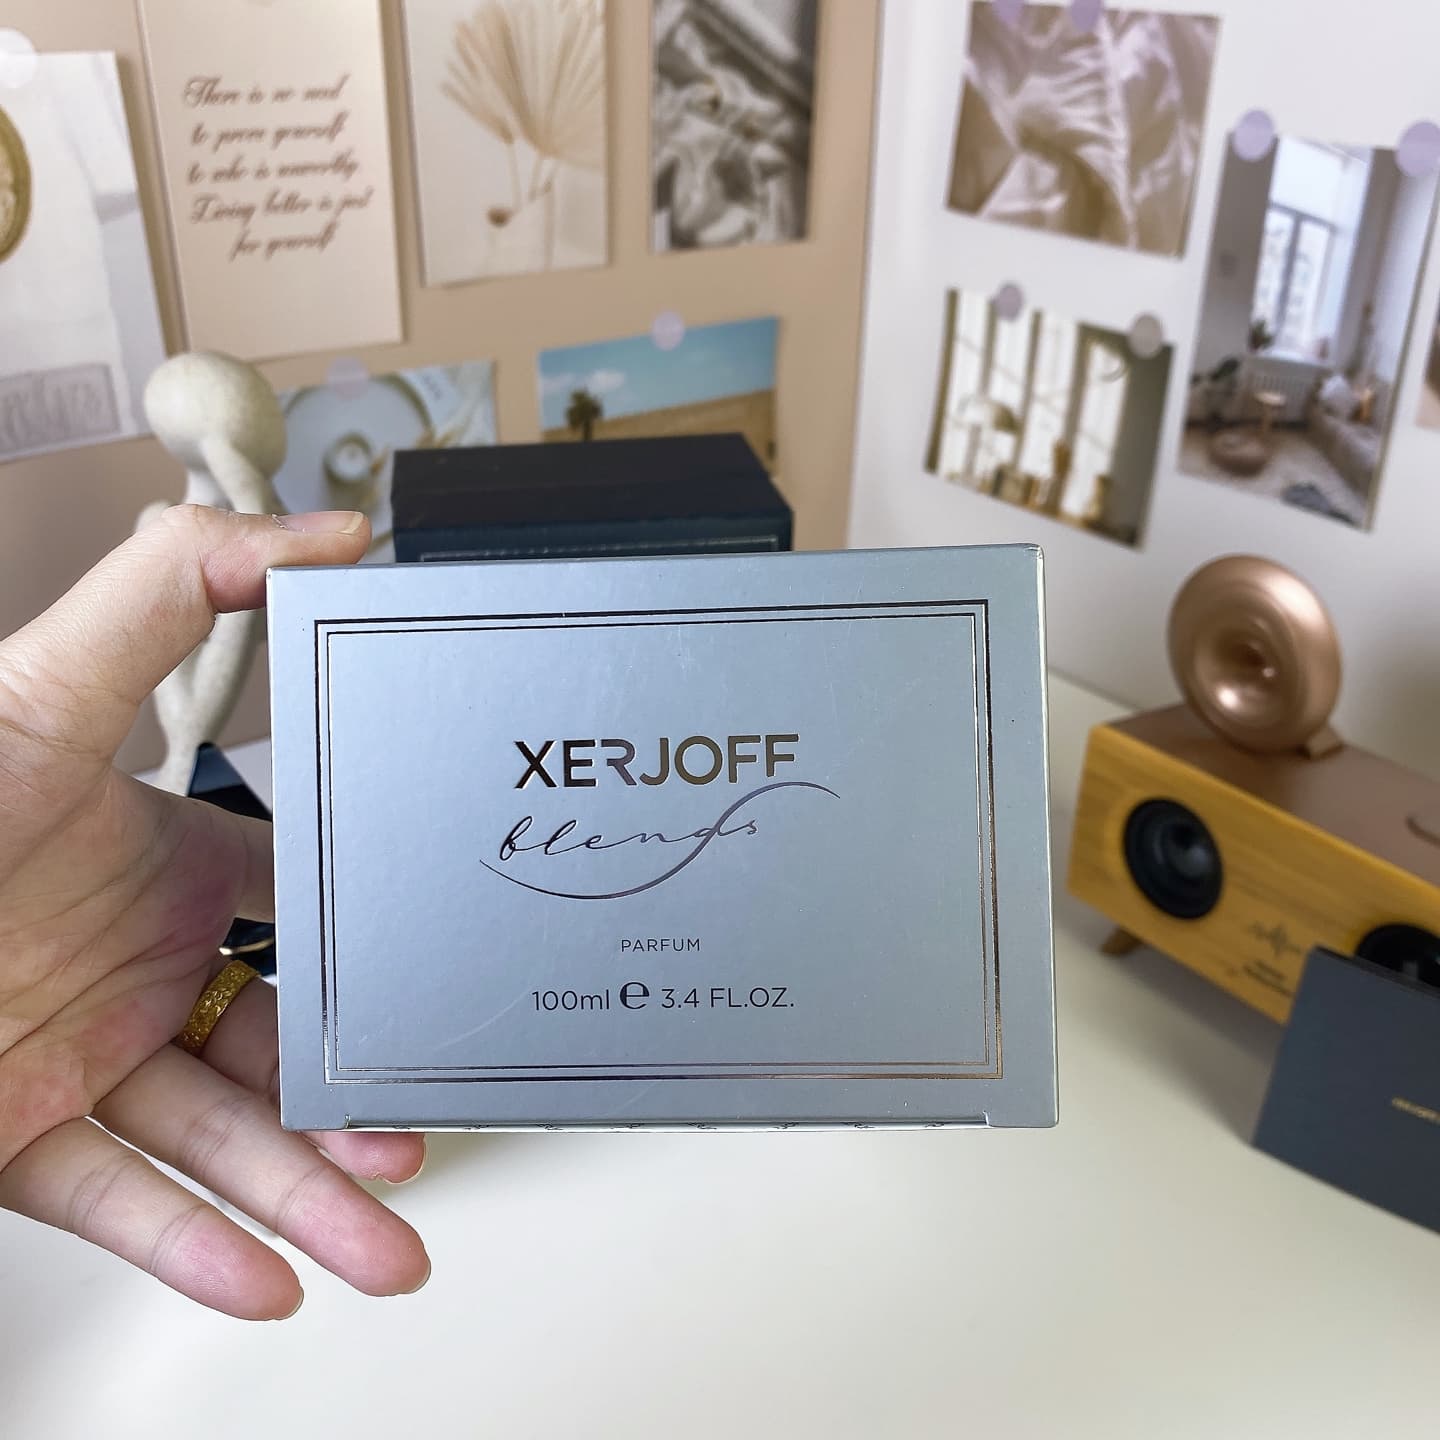 There is no need
to prove yourself
to who is unworthy.
Living better is just
for yourself
XERJOFF
blends
PARFUM
100ml e 3.4 FL.OZ.